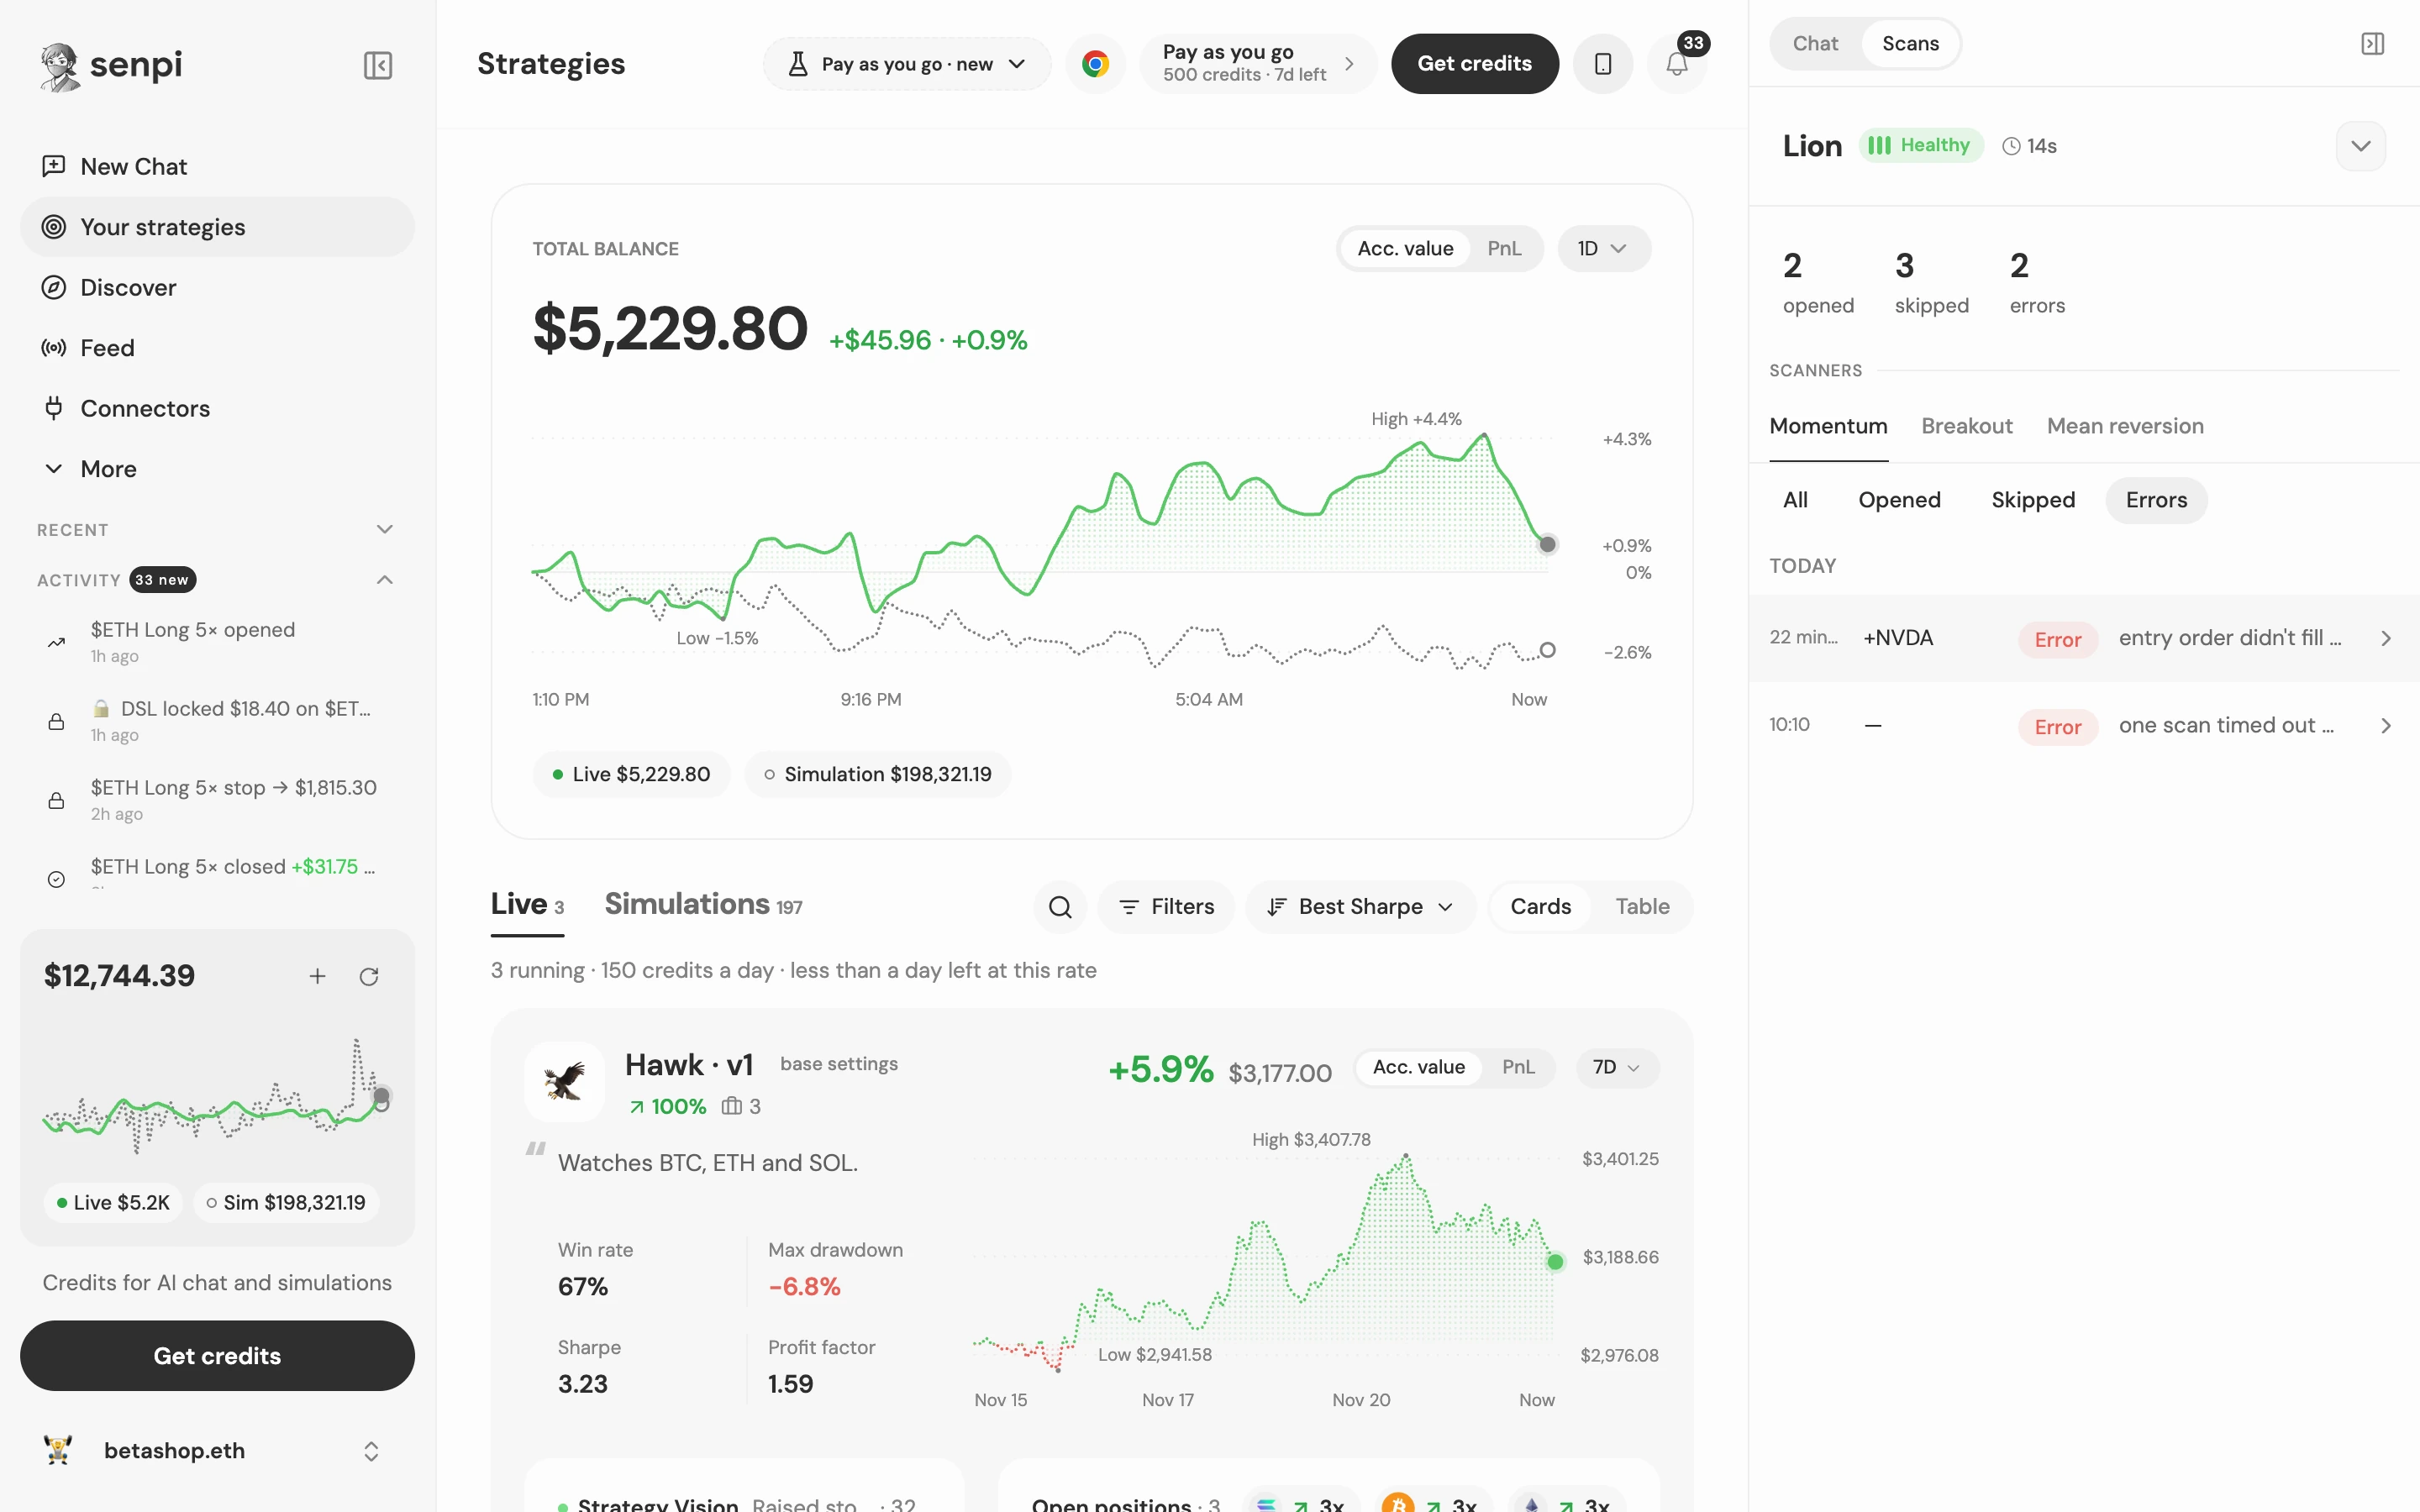 senpi
New Chat
Your strategies
Discover
Feed
Connectors
More
RECENT
ACTIVITY 33 new
$ETH Long 5× opened
1h ago
DSL locked $18.40 on $ET...
1h ago
$ETH Long 5× stop → $1,815.30
2h ago
$ETH Long 5× closed +$31.75 ...
$12,744.39
Live $5.2K
Sim $198,321.19
Credits for AI chat and simulations
Get credits
betashop.eth
Strategies
Pay as you go · new
Pay as you go
500 credits · 7d left
Get credits
33
TOTAL BALANCE
Acc. value PnL
1D
$5,229.80 +$45.96 · +0.9%
High +4.4%
+4.3%
+0.9%
0%
Low −1.5%
−2.6%
1:10 PM 9:16 PM 5:04 AM Now
Live $5,229.80
Simulation $198,321.19
Live 3
Simulations 197
Filters
Best Sharpe
Cards Table
3 running · 150 credits a day · less than a day left at this rate
Hawk · v1 base settings
100% 3
+5.9% $3,177.00
Acc. value PnL
7D
“ Watches BTC, ETH and SOL.
Win rate
67%
Max drawdown
−6.8%
Sharpe
3.23
Profit factor
1.59
High $3,407.78
$3,401.25
$3,188.66
Low $2,941.58
$2,976.08
Nov 15 Nov 17 Nov 20 Now
Strategy Vision Raised sto... · 32
Open positions · 3 3x 3x 3x
Chat Scans
Lion Healthy 14s
2 3 2
opened skipped errors
SCANNERS
Momentum Breakout Mean reversion
All Opened Skipped Errors
TODAY
22 min... +NVDA Error entry order didn't fill ...
10:10 — Error one scan timed out ...